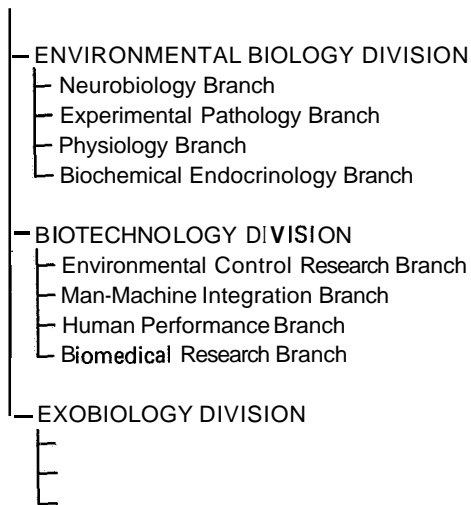 ENVIRONMENTAL BIOLOGY DIVISION
Neurobiology Branch
Experimental Pathology Branch
Physiology Branch
Biochemical Endocrinology Branch
BIOTECHNOLOGY DIVISION
Environmental Control Research Branch
Man-Machine Integration Branch
Human Performance Branch
Biomedical Research Branch
EXOBIOLOGY DIVISION